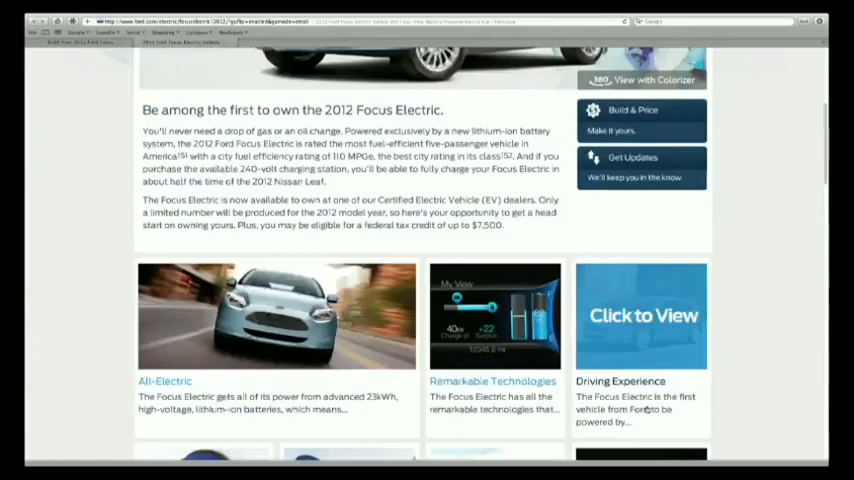 360 View with Colorizer
Be among the first to own the 2012 Focus Electric.
You'll never need a drop of gas or an oil change. Powered exclusively by a new lithium-ion battery
system, the 2012 Ford Focus Electric is rated the most fuel-efficient five-passenger vehicle in
America151 with a city fuel efficiency rating of 110 MPGe, the best city rating in its class152. And if you
purchase the available 240-volt charging station, you'll be able to fully charge your Focus Electric in
about half the time of the 2012 Nissan Leaf.
The Focus Electric is now available to own at one of our Certified Electric Vehicle (EV) dealers. Only
a limited number will be produced for the 2012 model year, so here's your opportunity to get a head
start on owning yours. Plus, you may be eligible for a federal tax credit of up to $7,500.
Build & Price
Make it yours.
Get Updates
We'll keep you in the know.
My View
40mi +22
Charge pt Surplus
Click to View
All-Electric
The Focus Electric gets all of its power from advanced 23kWh,
high-voltage, lithium-ion batteries, which means...
Remarkable Technologies
The Focus Electric has all the
remarkable technologies that...
Driving Experience
The Focus Electric is the first
vehicle from Ford to be
powered by...